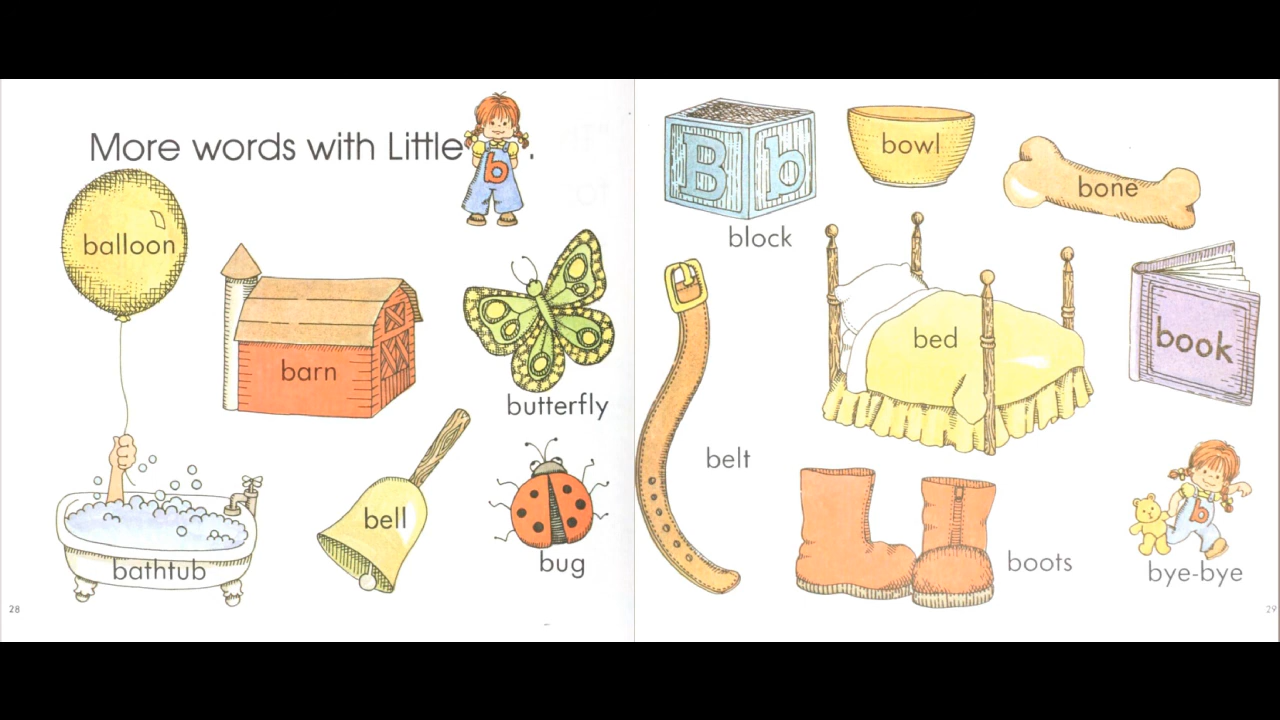 More words with Little b.
balloon
barn
butterfly
bathtub
bell
bug
28
B b
block
bowl
bone
belt
bed
book
boots
b
bye-bye
29